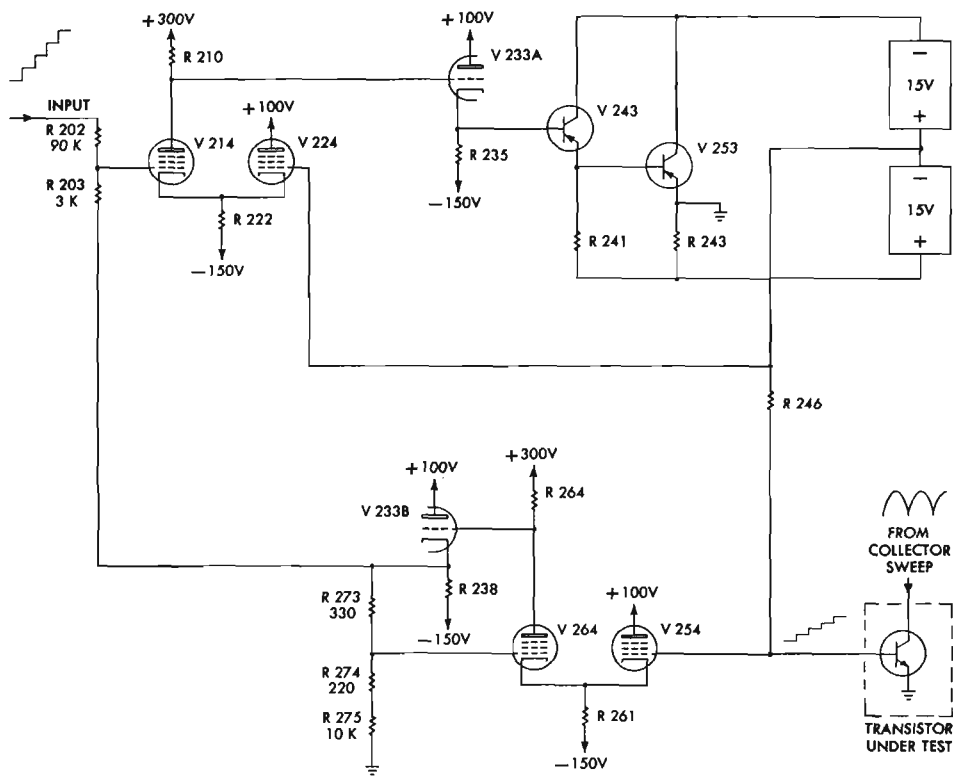 +300V
R 210
+100V
V 233A
INPUT
R 202
90 K
+100V
V 214
V 224
R 203
3 K
R 222
−150V
R 235
−150V
V 243
V 253
R 241
R 243
−
15V
+
−
15V
+
R 246
+100V
V 233B
+300V
R 264
R 273
330
R 238
−150V
+100V
V 264
V 254
R 274
220
R 275
10 K
R 261
−150V
FROM
COLLECTOR
SWEEP
TRANSISTOR
UNDER TEST